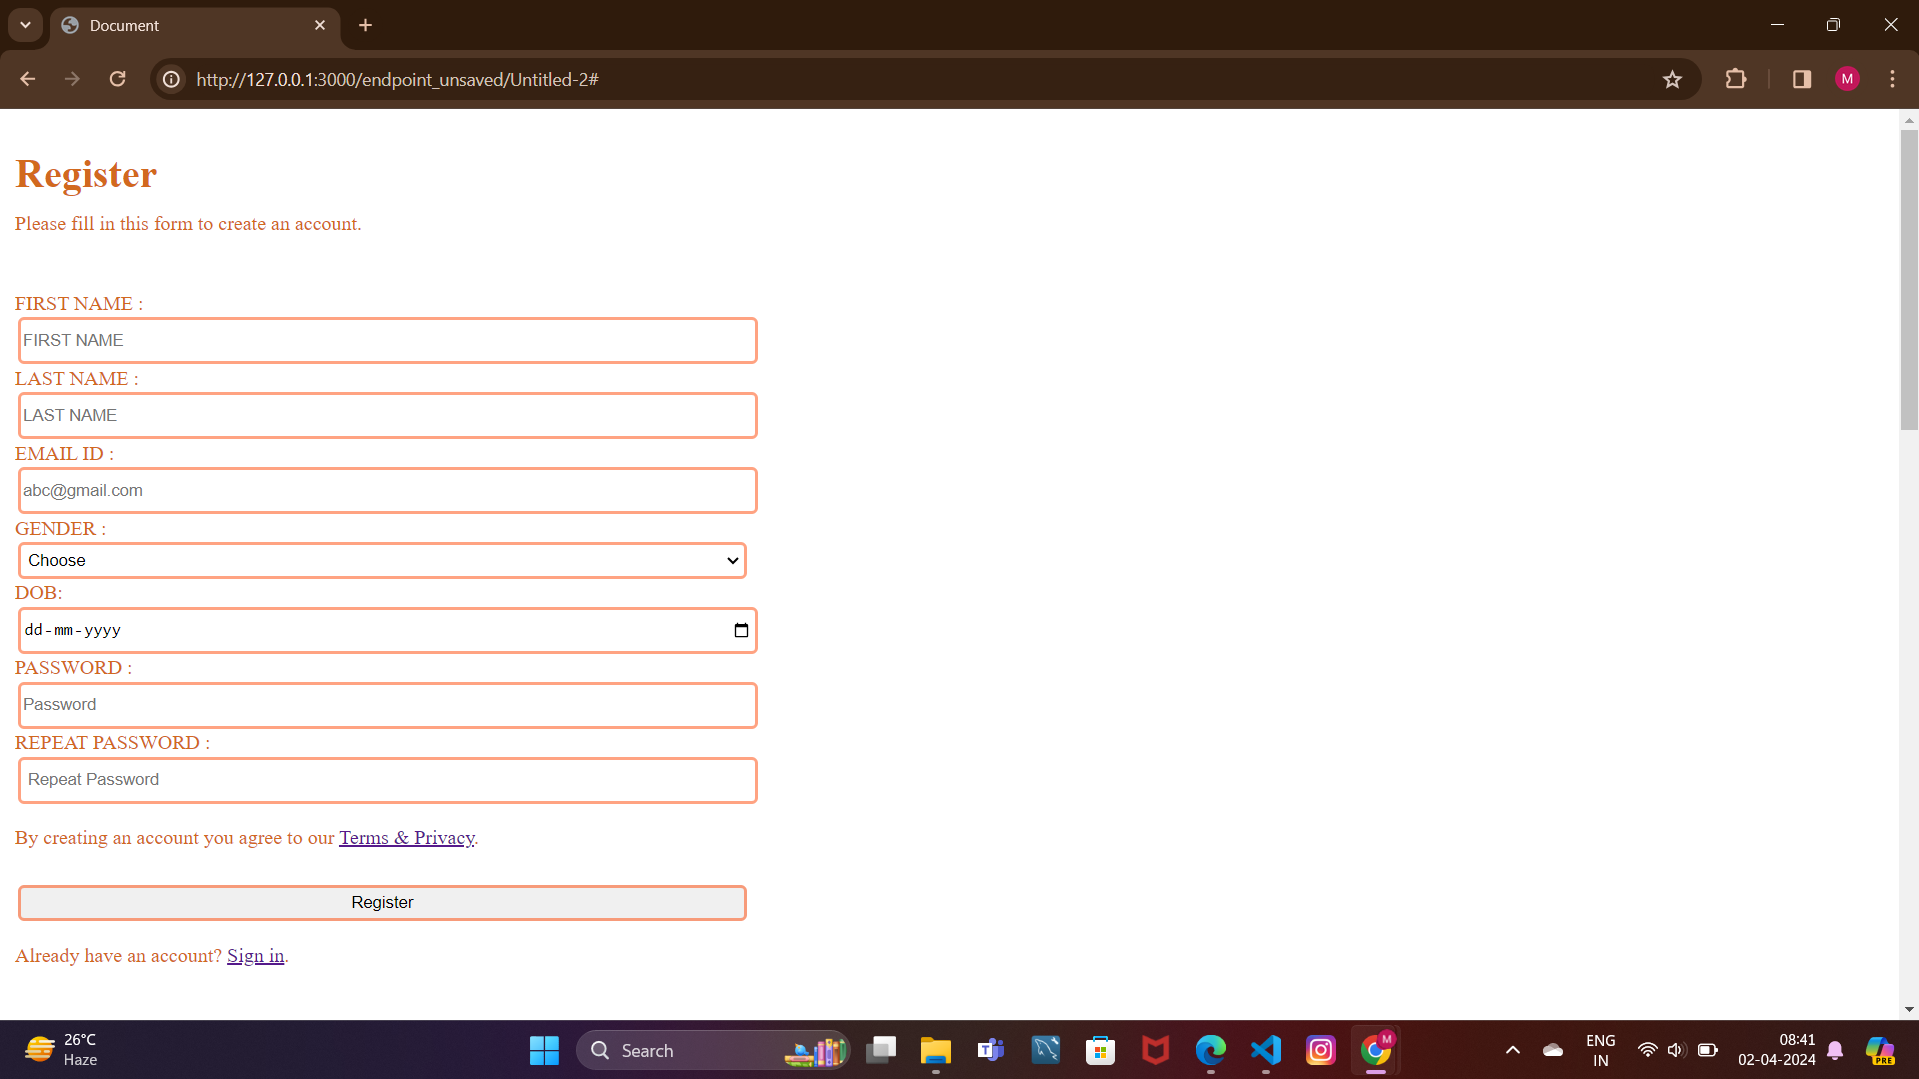 Document
http://127.0.0.1:3000/endpoint_unsaved/Untitled-2#
M
Register
Please fill in this form to create an account.
FIRST NAME :
FIRST NAME
LAST NAME :
LAST NAME
EMAIL ID :
abc@gmail.com
GENDER :
Choose
DOB:
dd-mm-yyyy
PASSWORD :
Password
REPEAT PASSWORD :
Repeat Password
By creating an account you agree to our Terms & Privacy.
Register
Already have an account? Sign in.
26°C
Haze
Search
M
ENG
IN
08:41
02-04-2024
PRE